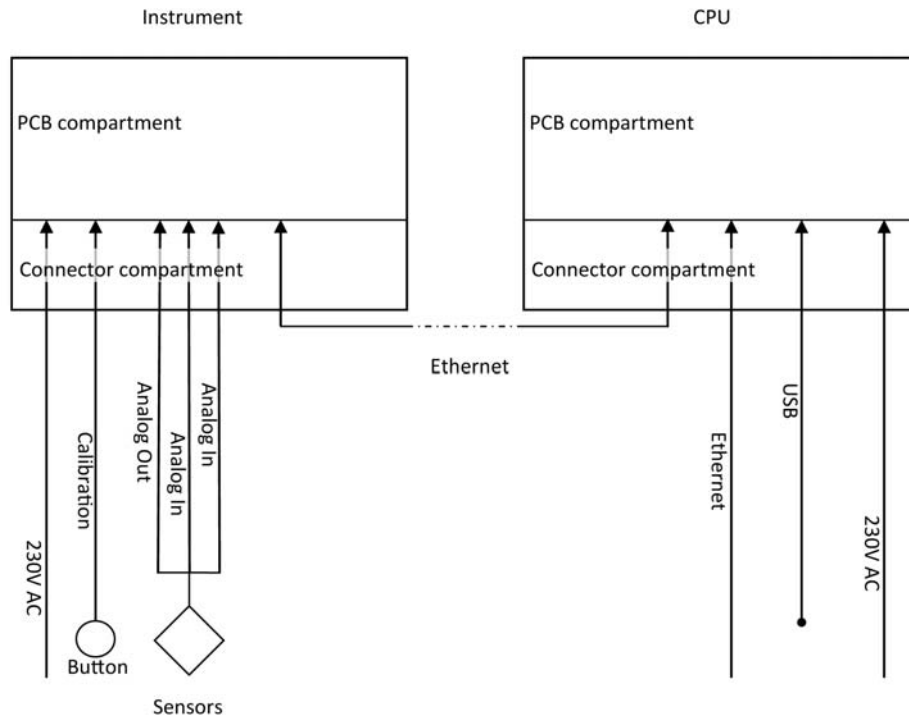 Instrument
CPU
PCB compartment
PCB compartment
Connector compartment
Connector compartment
Ethernet
230V AC
Calibration
Analog Out
Analog In
Analog In
Ethernet
USB
230V AC
Button
Sensors